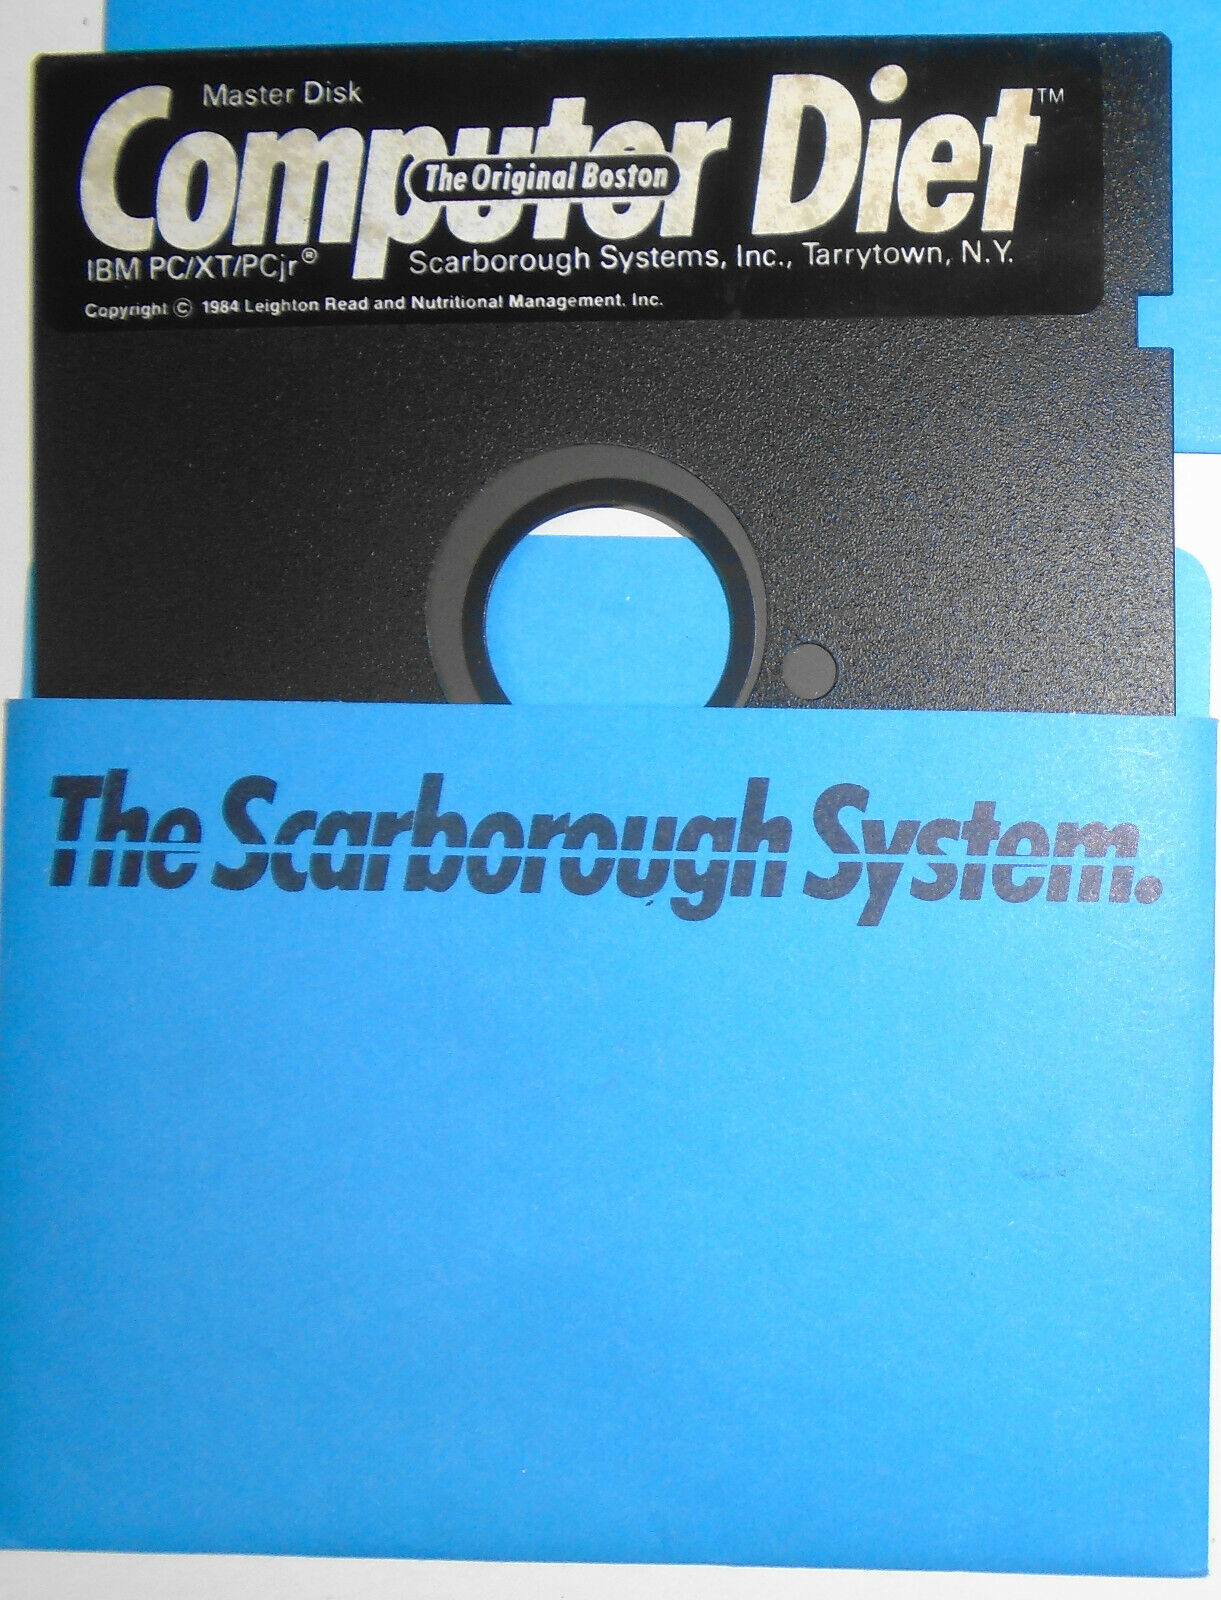 Master Disk
Computer Diet™
The Original Boston
IBM PC/XT/PCjr®
Scarborough Systems, Inc., Tarrytown, N.Y.
Copyright © 1984 Leighton Read and Nutritional Management, Inc.
The Scarborough System.